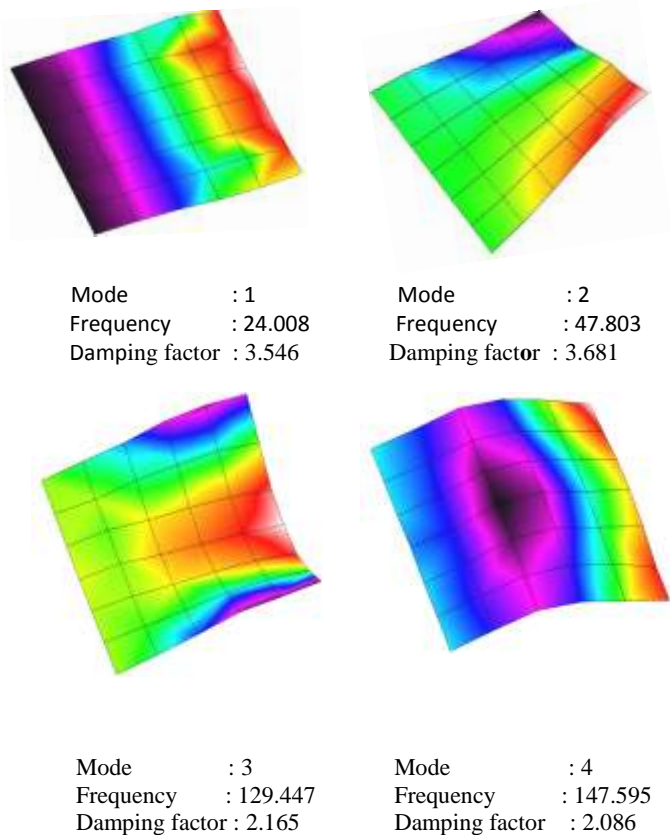 Mode : 1
Frequency : 24.008
Damping factor : 3.546
Mode : 2
Frequency : 47.803
Damping factor : 3.681
Mode : 3
Frequency : 129.447
Damping factor : 2.165
Mode : 4
Frequency : 147.595
Damping factor : 2.086